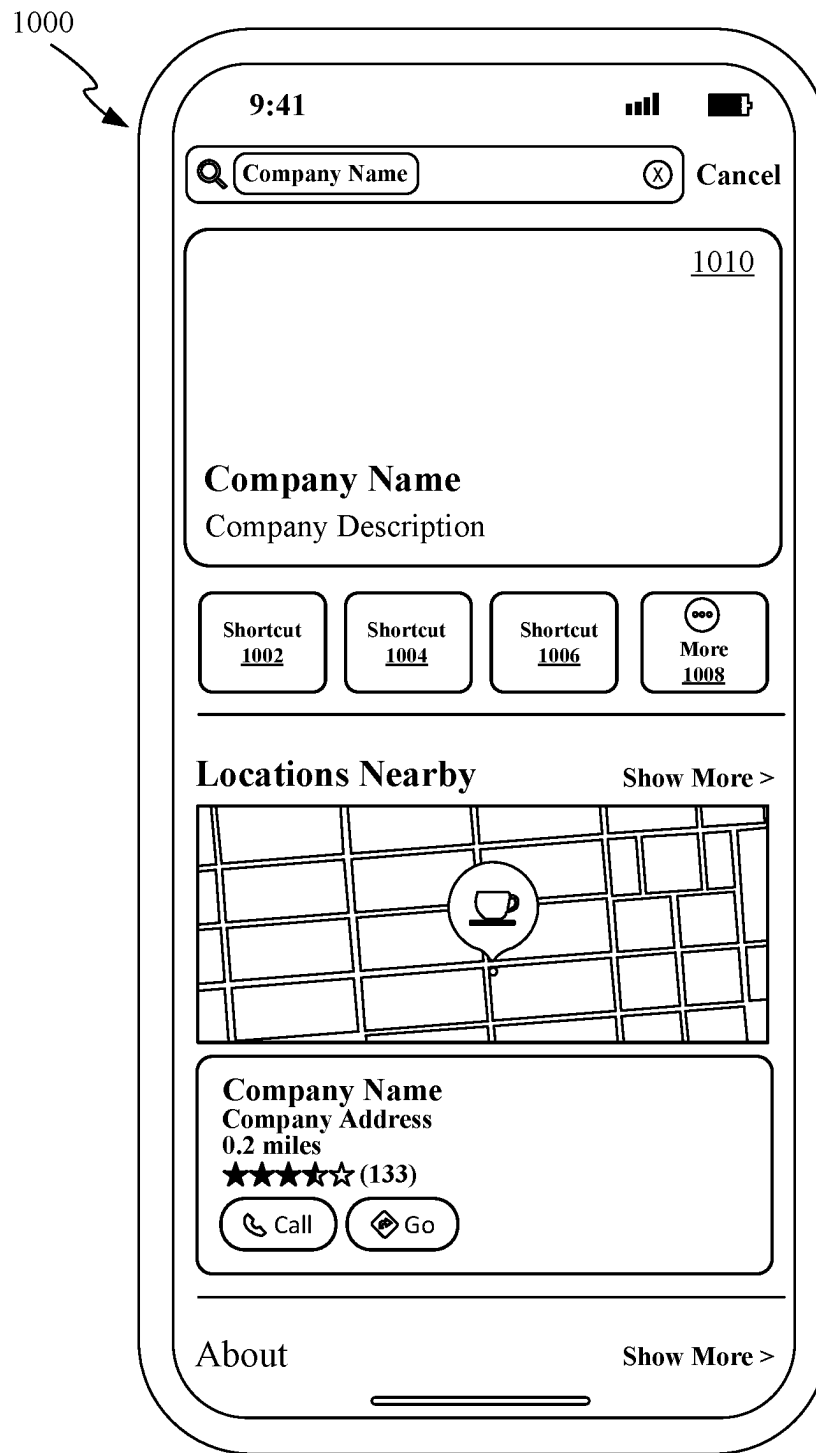 1000
9:41
Company Name X Cancel
1010
Company Name
Company Description
Shortcut Shortcut Shortcut More
1002 1004 1006 1008
Locations Nearby Show More >
Company Name
Company Address
0.2 miles
(133)
Call Go
About Show More >